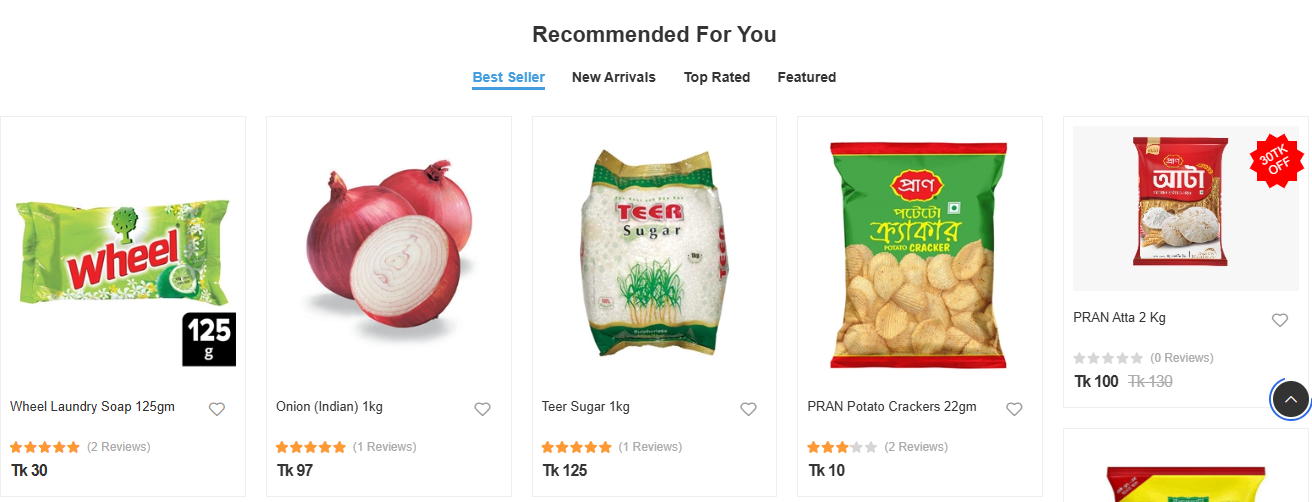 Recommended For You
Best Seller
New Arrivals
Top Rated
Featured
Wheel
125
g
Wheel Laundry Soap 125gm
(2 Reviews)
Tk 30
Onion (Indian) 1kg
(1 Reviews)
Tk 97
TEER
Sugar
Teer Sugar 1kg
(1 Reviews)
Tk 125
প্রাণ
পটেটো
ক্র্যাকার
POTATO CRACKER
PRAN Potato Crackers 22gm
(2 Reviews)
Tk 10
প্রাণ
আটা
30TK
OFF
PRAN Atta 2 Kg
(0 Reviews)
Tk 100 Tk 130